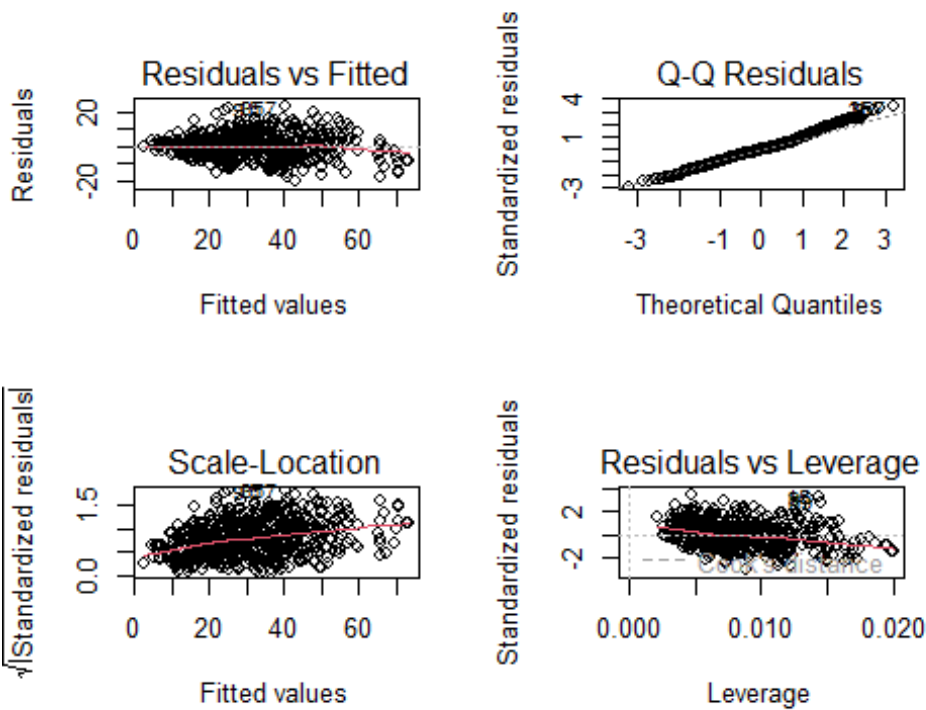 Residuals vs Fitted
Residuals
20
-20
0 20 40 60
Fitted values
Q-Q Residuals
Standardized residuals
4
1
-3
-3 -1 0 1 2 3
Theoretical Quantiles
Scale-Location
√|Standardized residuals|
1.5
0.0
0 20 40 60
Fitted values
Residuals vs Leverage
Standardized residuals
2
-2
Cook's distance
0.000 0.010 0.020
Leverage